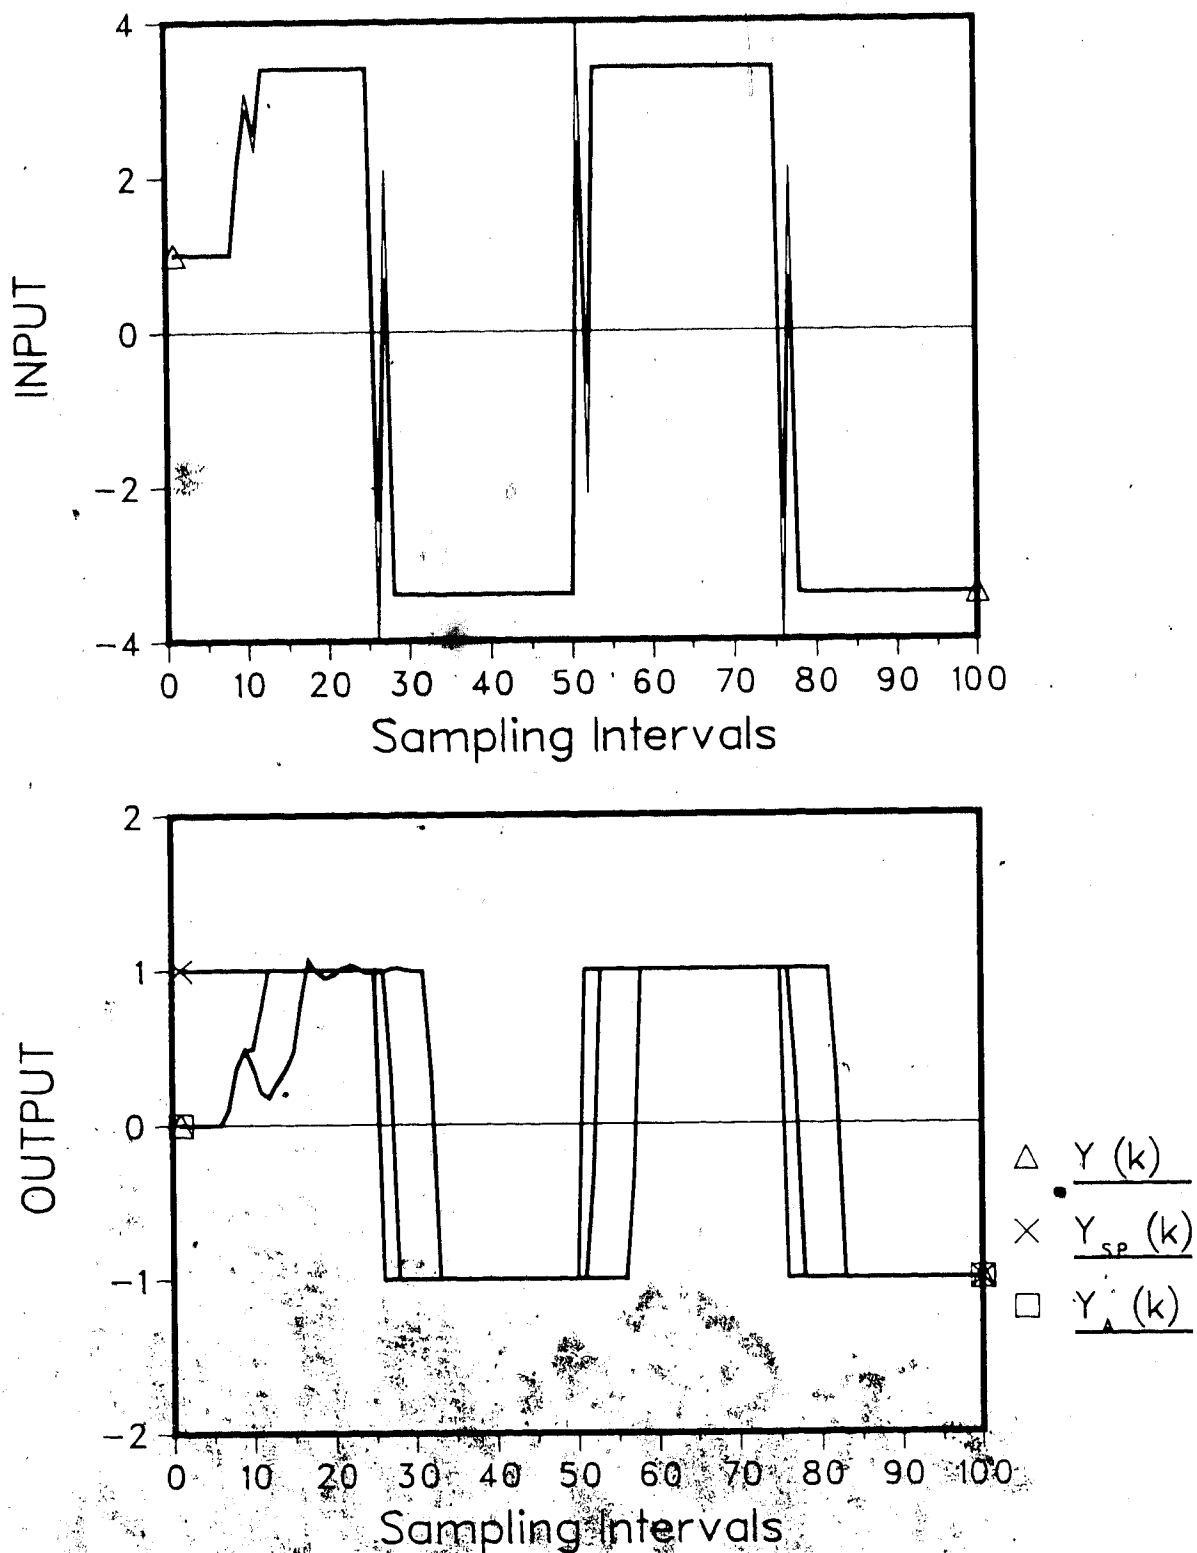 4
2
0
-2
-4
INPUT
0 10 20 30 40 50 60 70 80 90 100
Sampling Intervals
2
1
0
-1
-2
OUTPUT
△ Y (k)
× Y_SP (k)
□ Y_A (k)
0 10 20 30 40 50 60 70 80 90 100
Sampling Intervals